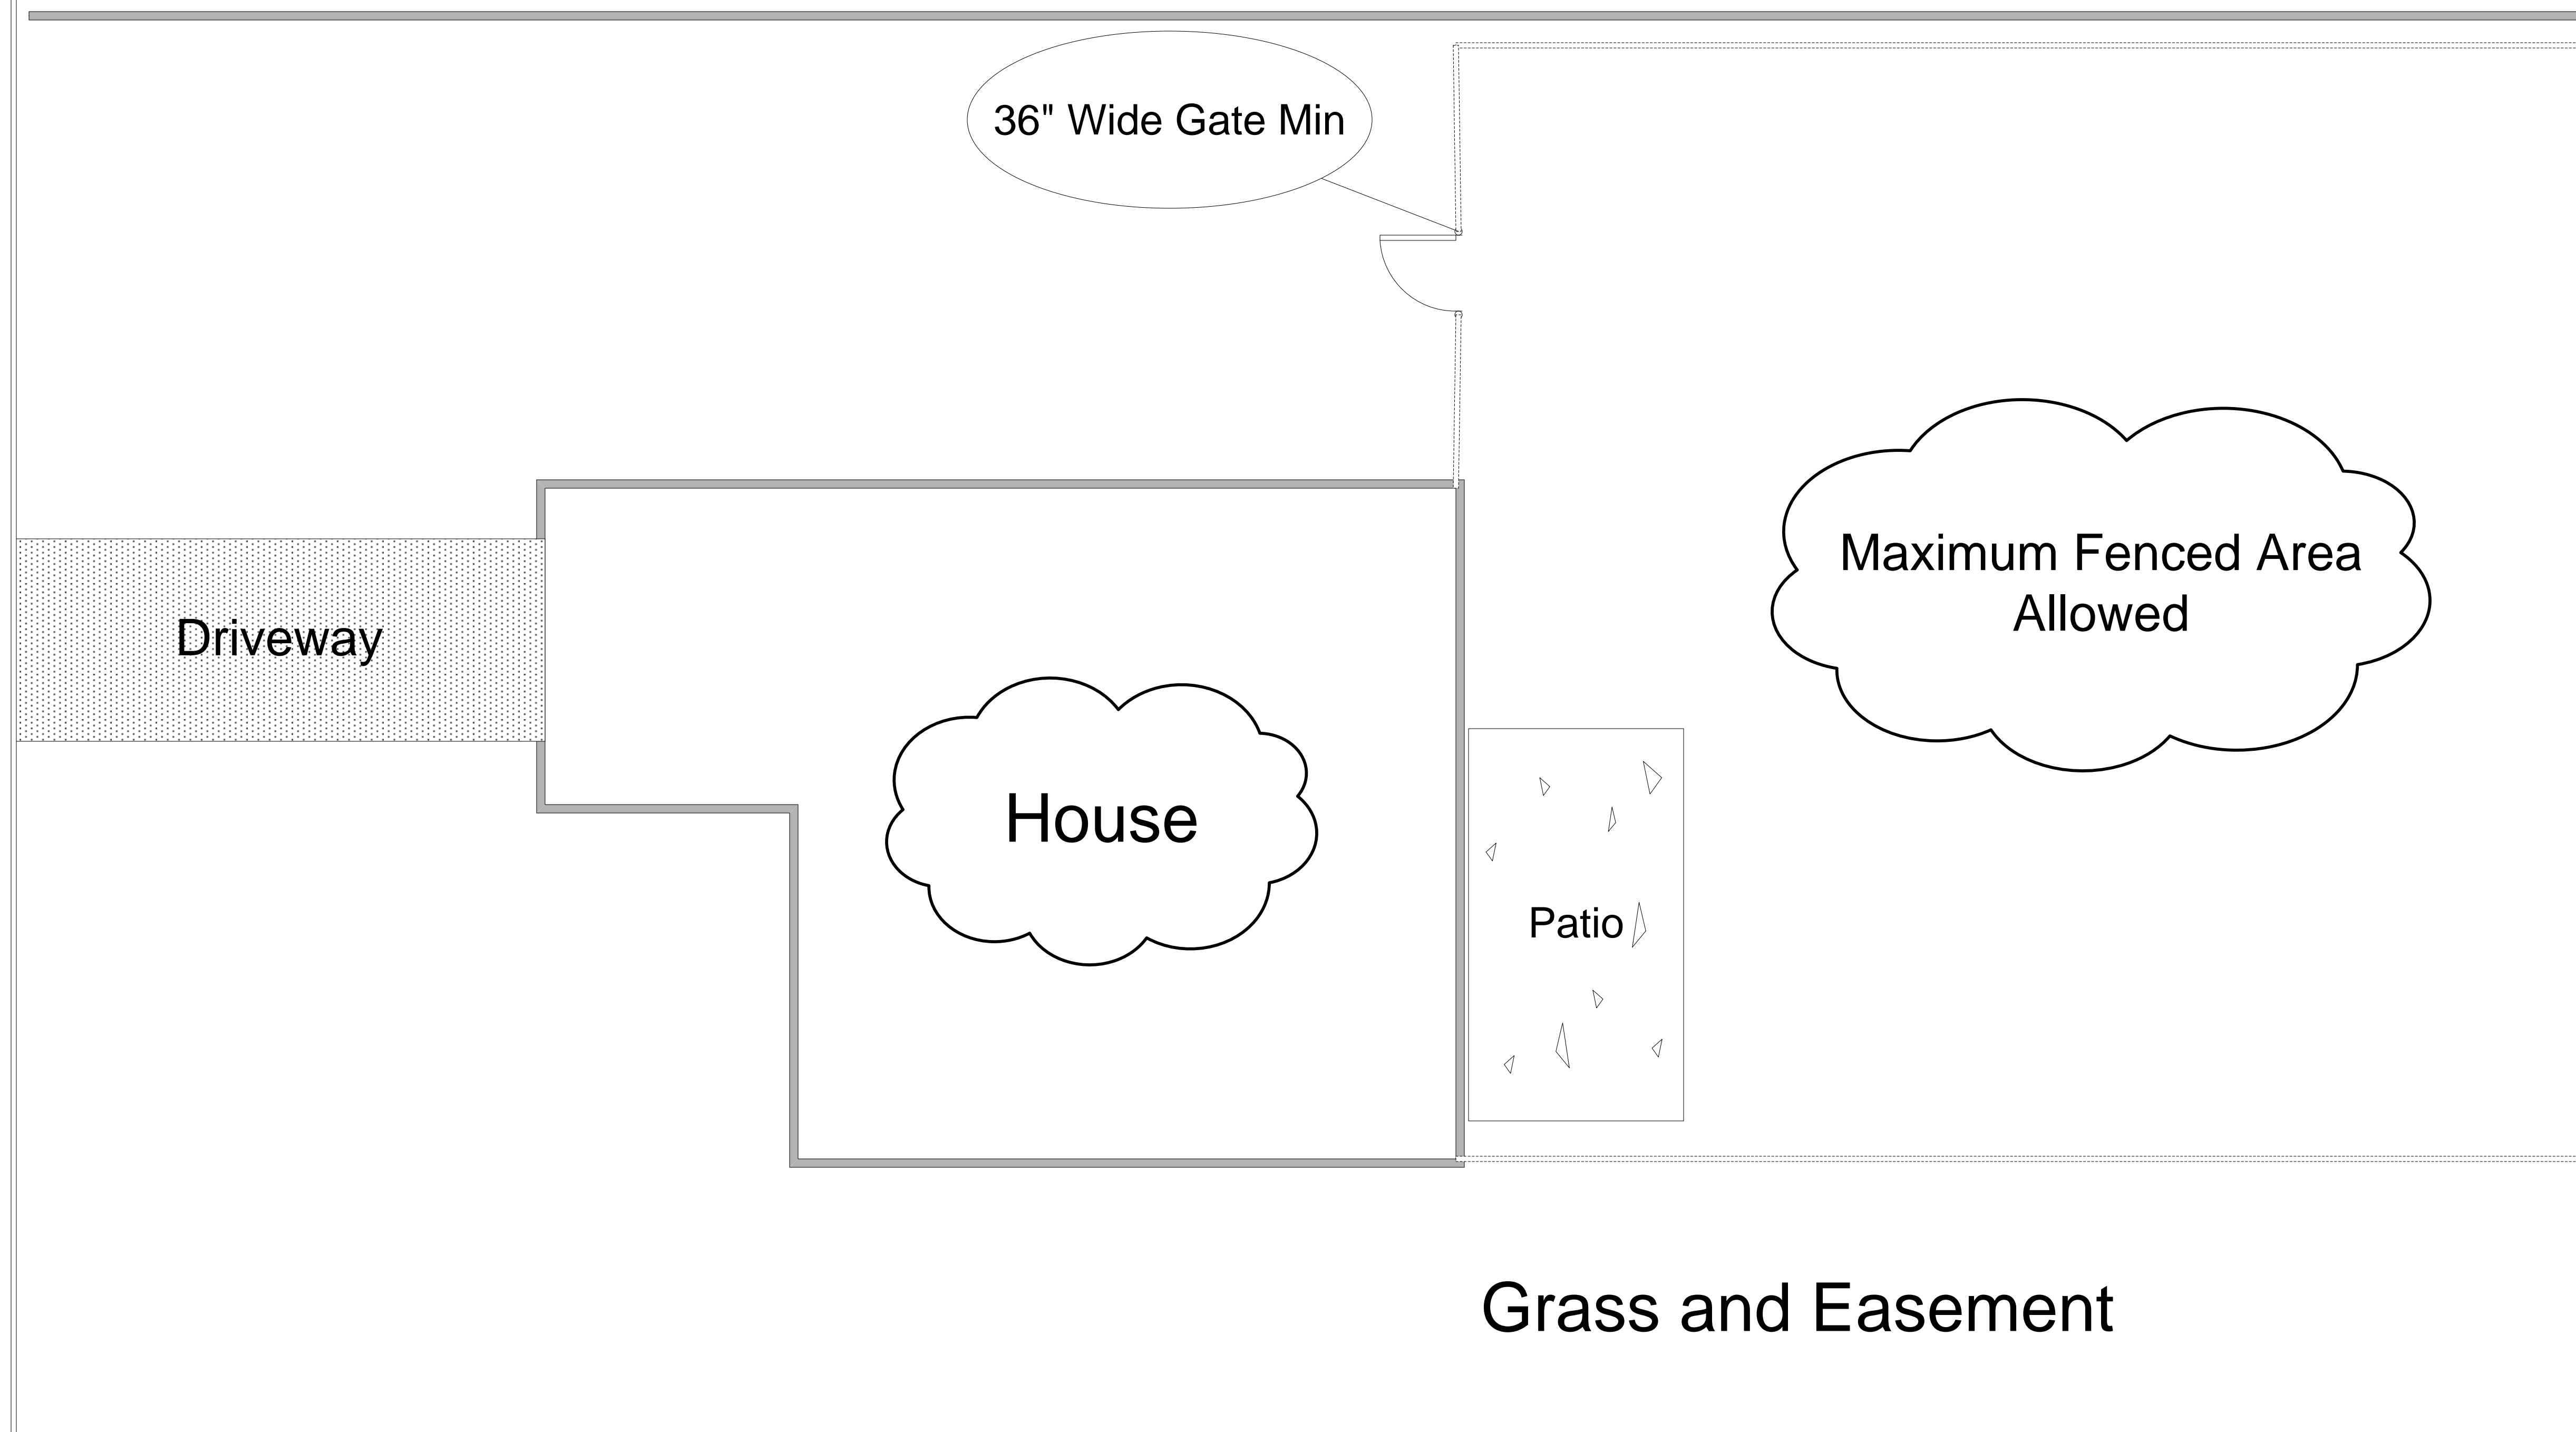 36" Wide Gate Min
Maximum Fenced Area
Allowed
Driveway
House
Patio
Grass and Easement